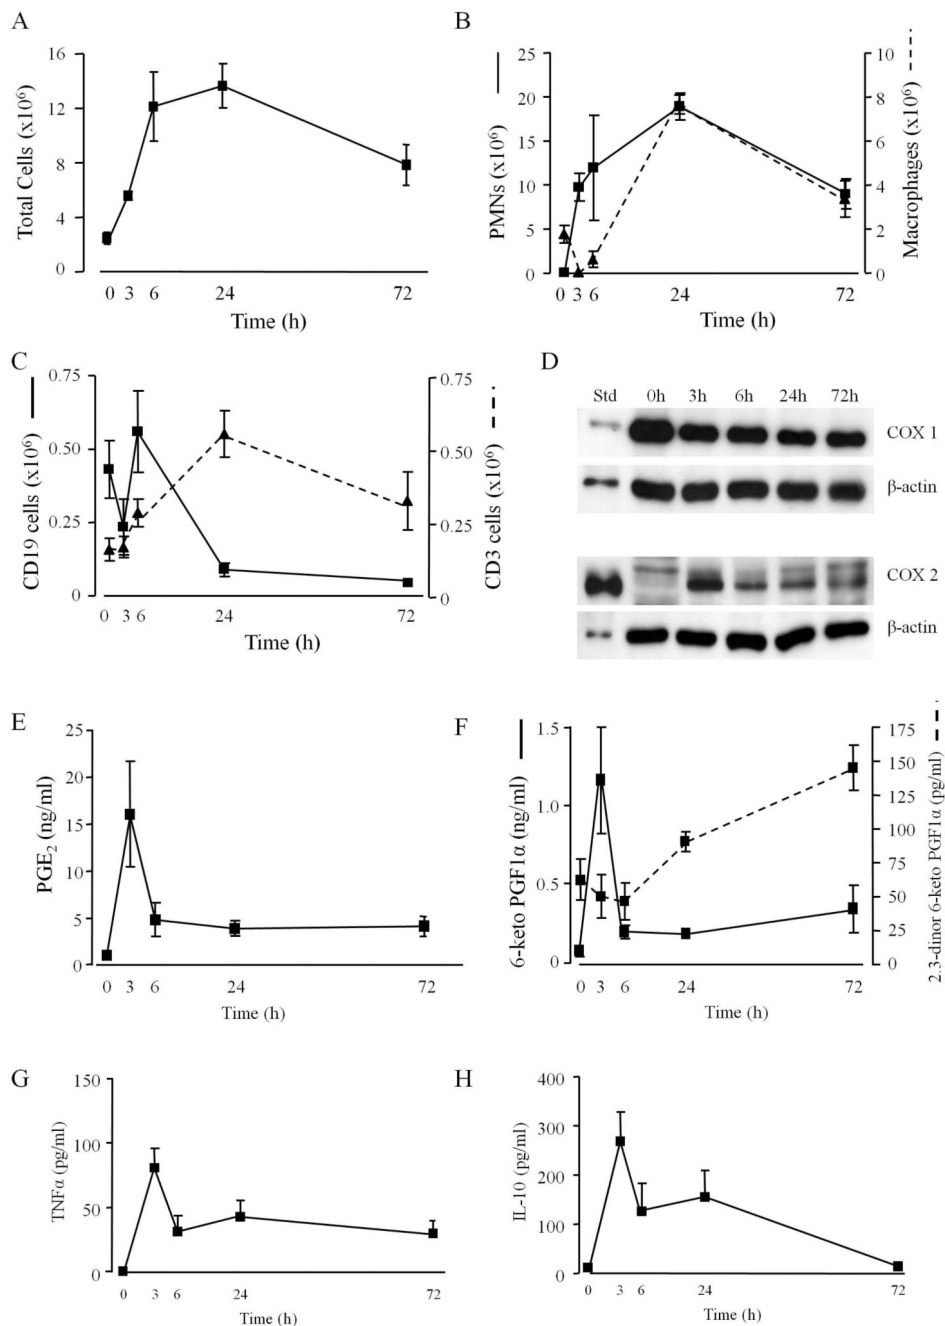 A
Total Cells (x10⁶)
16
12
8
4
0
0 3 6 24 72
Time (h)
B
PMNs (x10⁶)
25
20
15
10
5
0
10
8
6
4
2
0
Macrophages (x10⁶)
0 3 6 24 72
Time (h)
C
CD19 cells (x10⁶)
0.75
0.50
0.25
0
0.75
0.50
0.25
0
CD3 cells (x10⁶)
0 3 6 24 72
Time (h)
D
Std 0h 3h 6h 24h 72h
COX 1
β-actin
COX 2
β-actin
E
PGE₂ (ng/ml)
25
20
15
10
5
0
0 3 6 24 72
Time (h)
F
6-keto PGF1α (ng/ml)
1.5
1.0
0.5
0
175
150
125
100
75
50
25
0
2.3-dinor 6-keto PGF1α (pg/ml)
0 3 6 24 72
Time (h)
G
TNFα (pg/ml)
150
100
50
0
0 3 6 24 72
Time (h)
H
IL-10 (pg/ml)
400
300
200
100
0
0 3 6 24 72
Time (h)